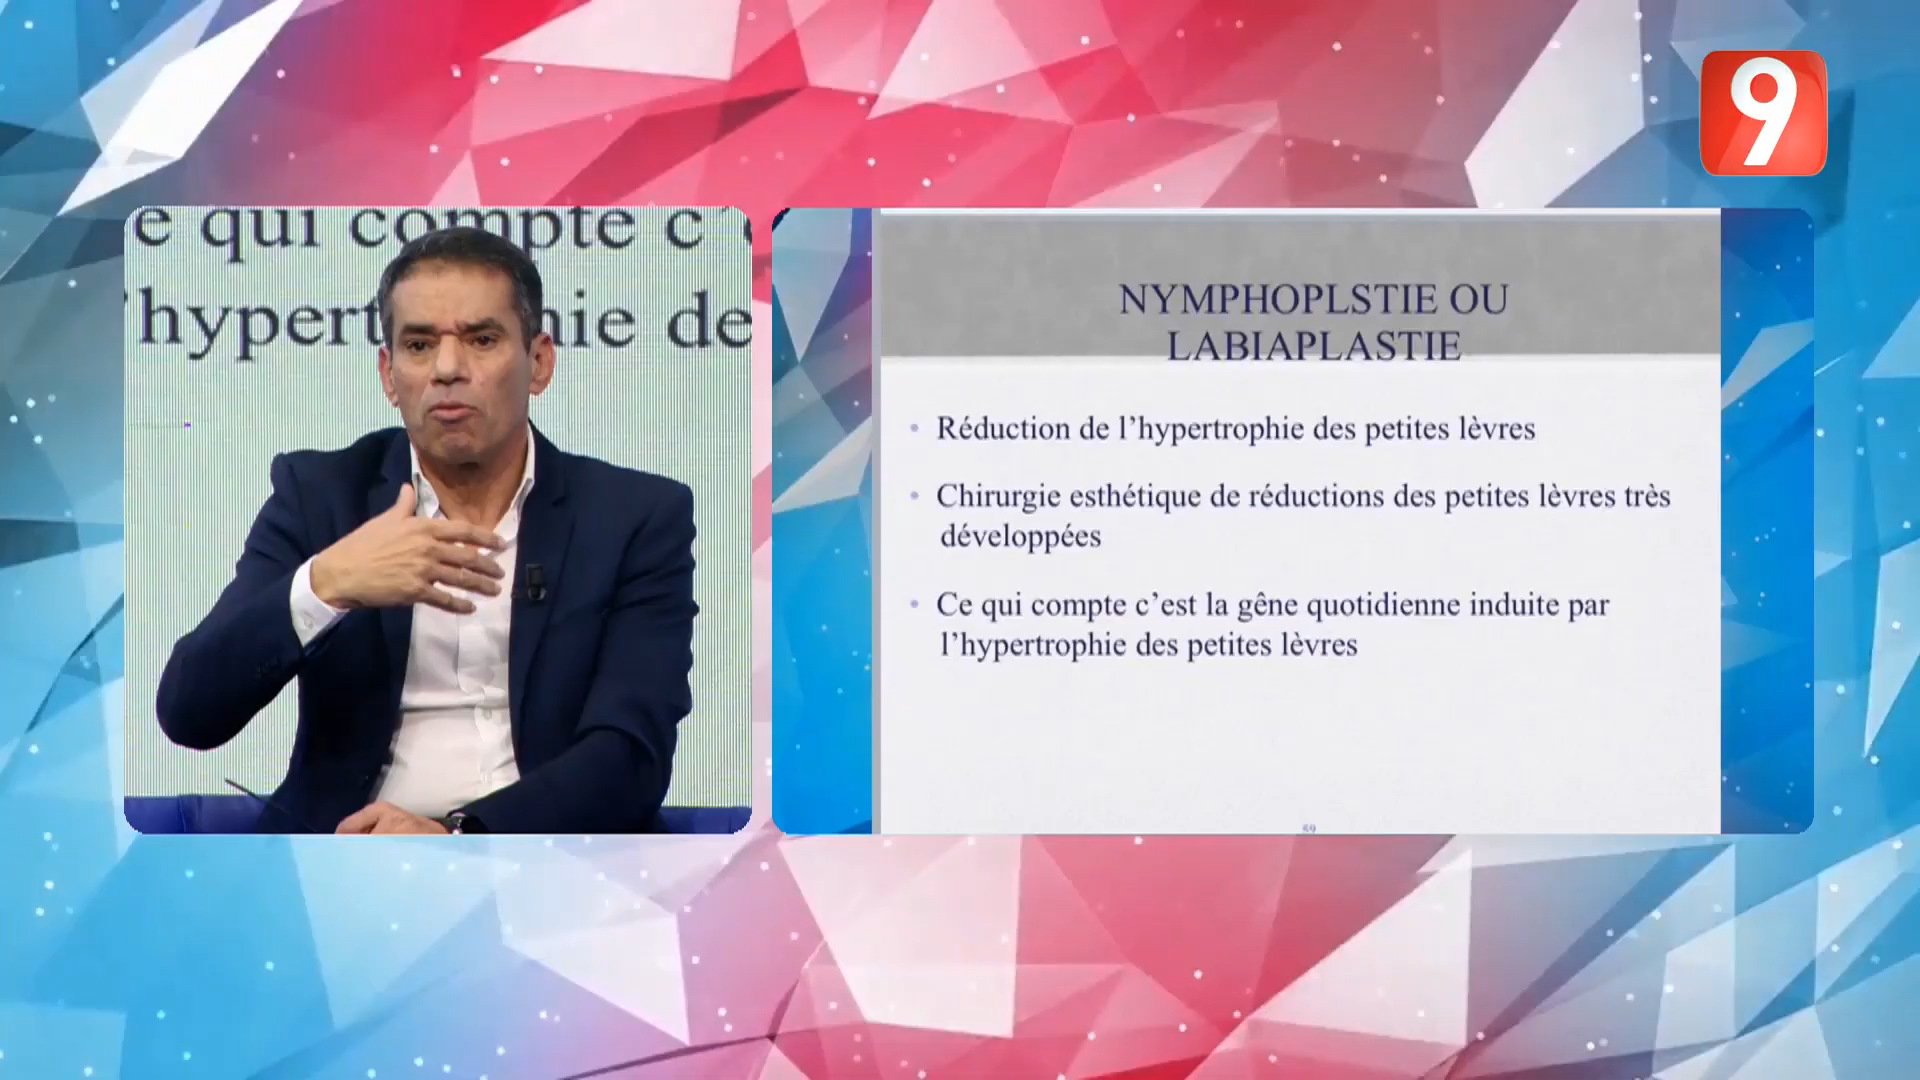 9
e qui compte c'
'hypert hie de
NYMPHOPLSTIE OU
LABIAPLASTIE
• Réduction de l'hypertrophie des petites lèvres
• Chirurgie esthétique de réductions des petites lèvres très
développées
• Ce qui compte c'est la gêne quotidienne induite par
l'hypertrophie des petites lèvres
59